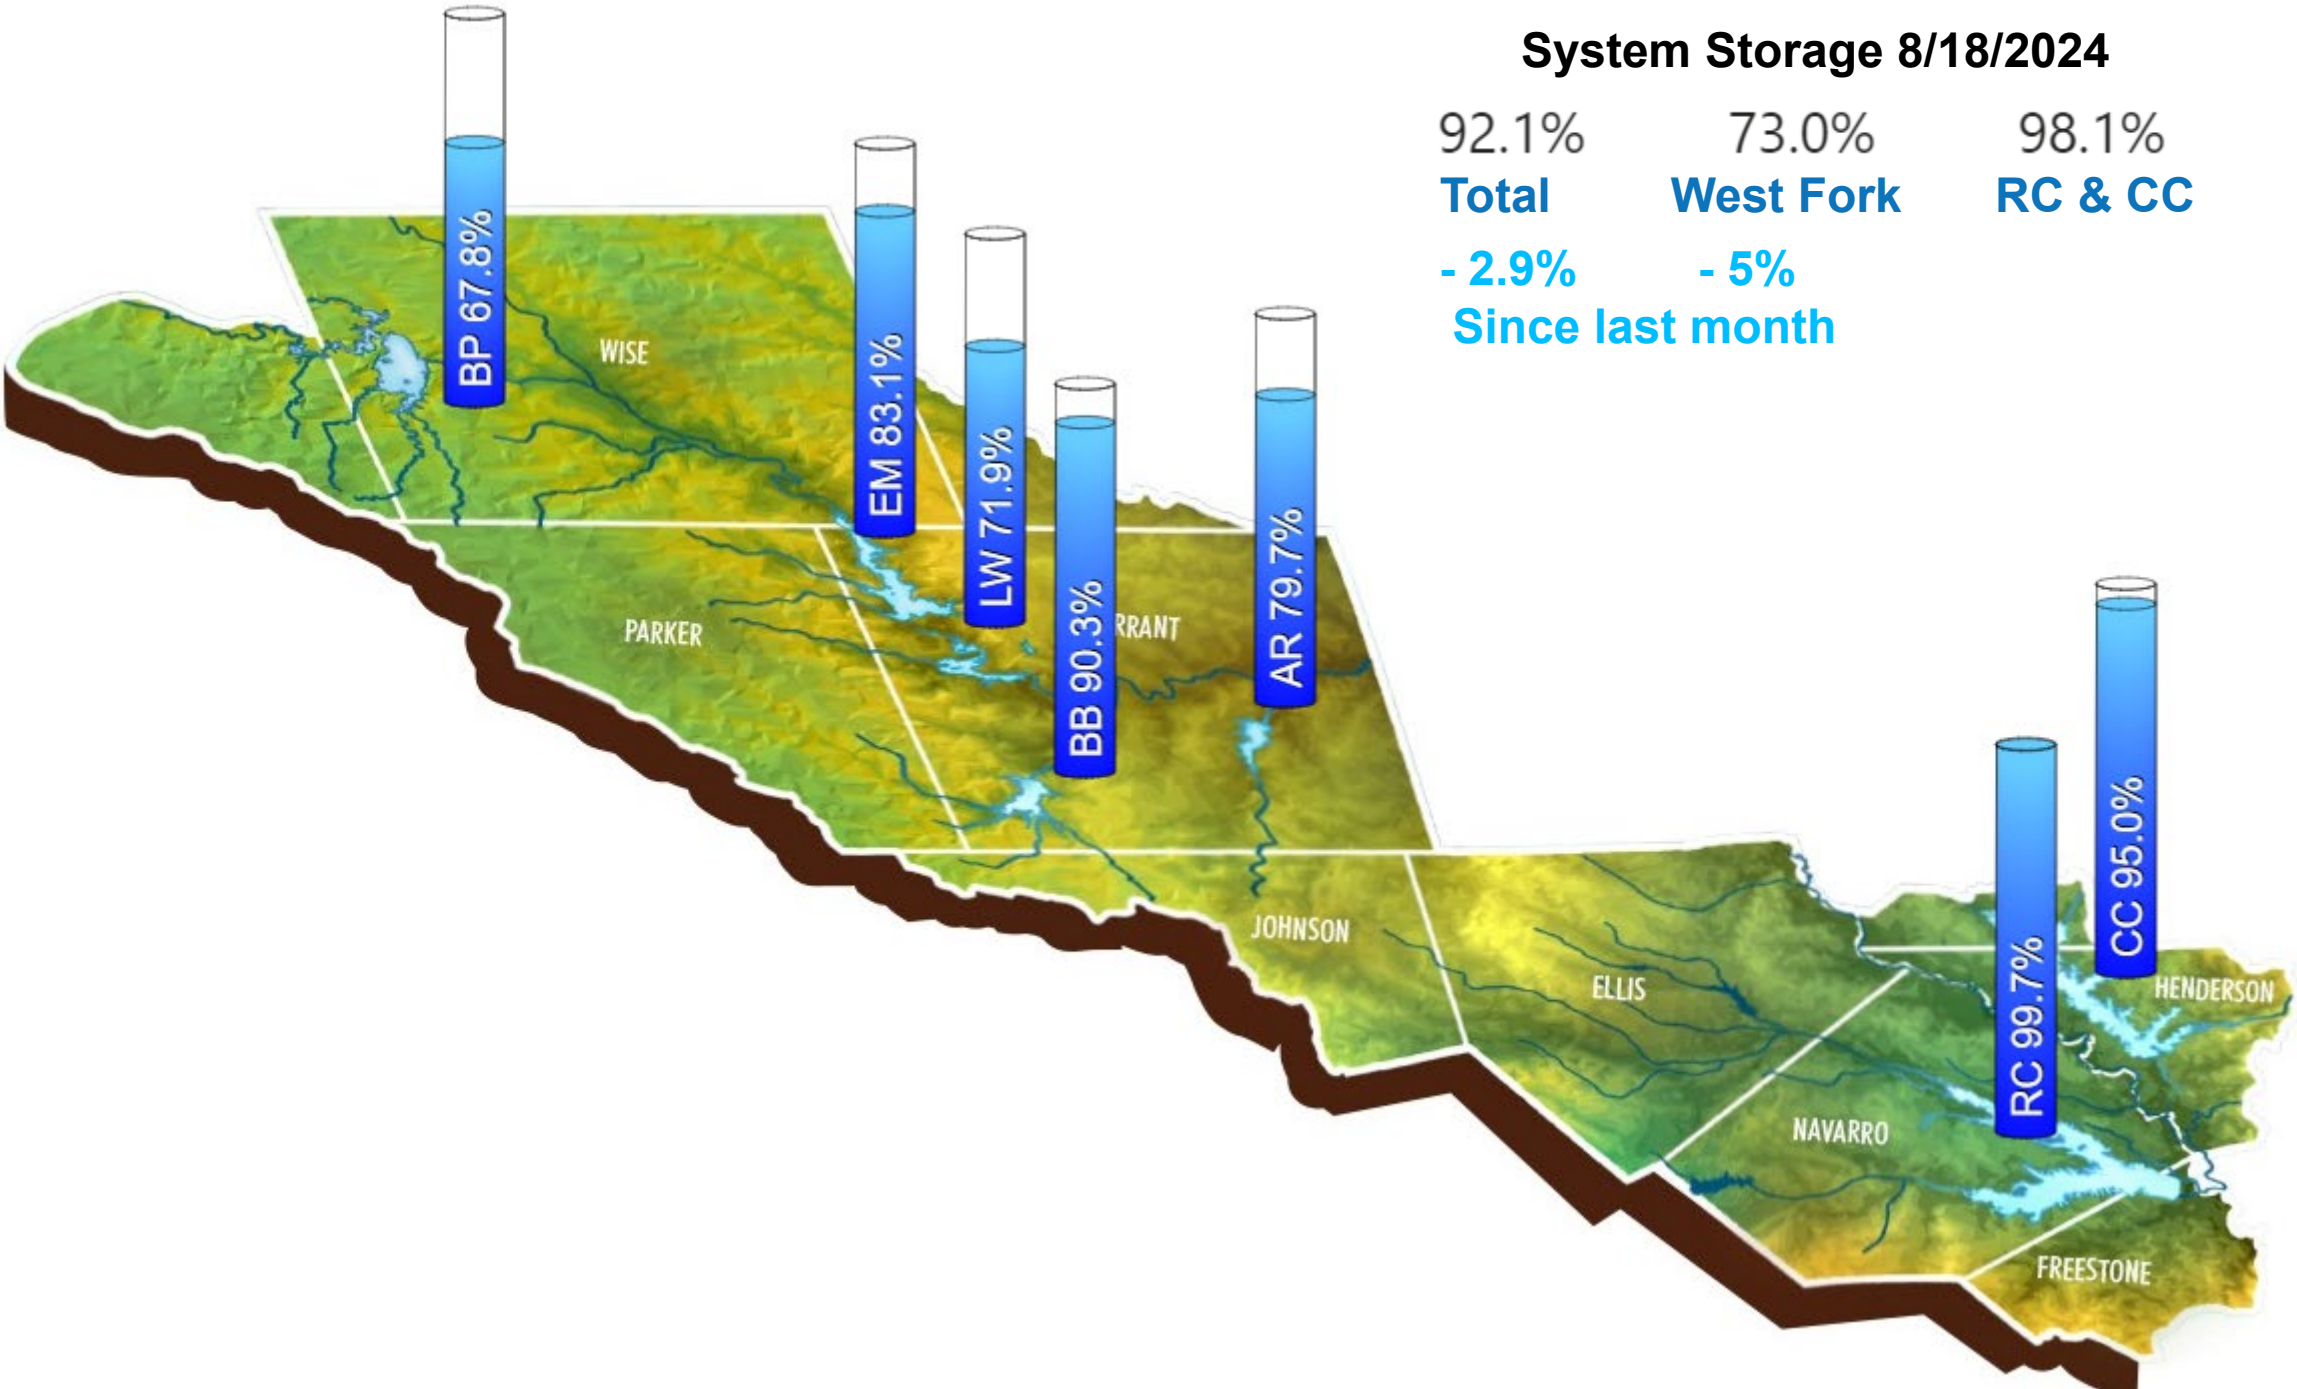 System Storage 8/18/2024
92.1% 73.0% 98.1%
Total West Fork RC & CC
- 2.9% - 5%
Since last month
BP 67.8%
EM 83.1%
LW 71.9%
BB 90.3%
AR 79.7%
RC 99.7%
CC 95.0%
WISE
PARKER
RRANT
JOHNSON
ELLIS
NAVARRO
HENDERSON
FREESTONE